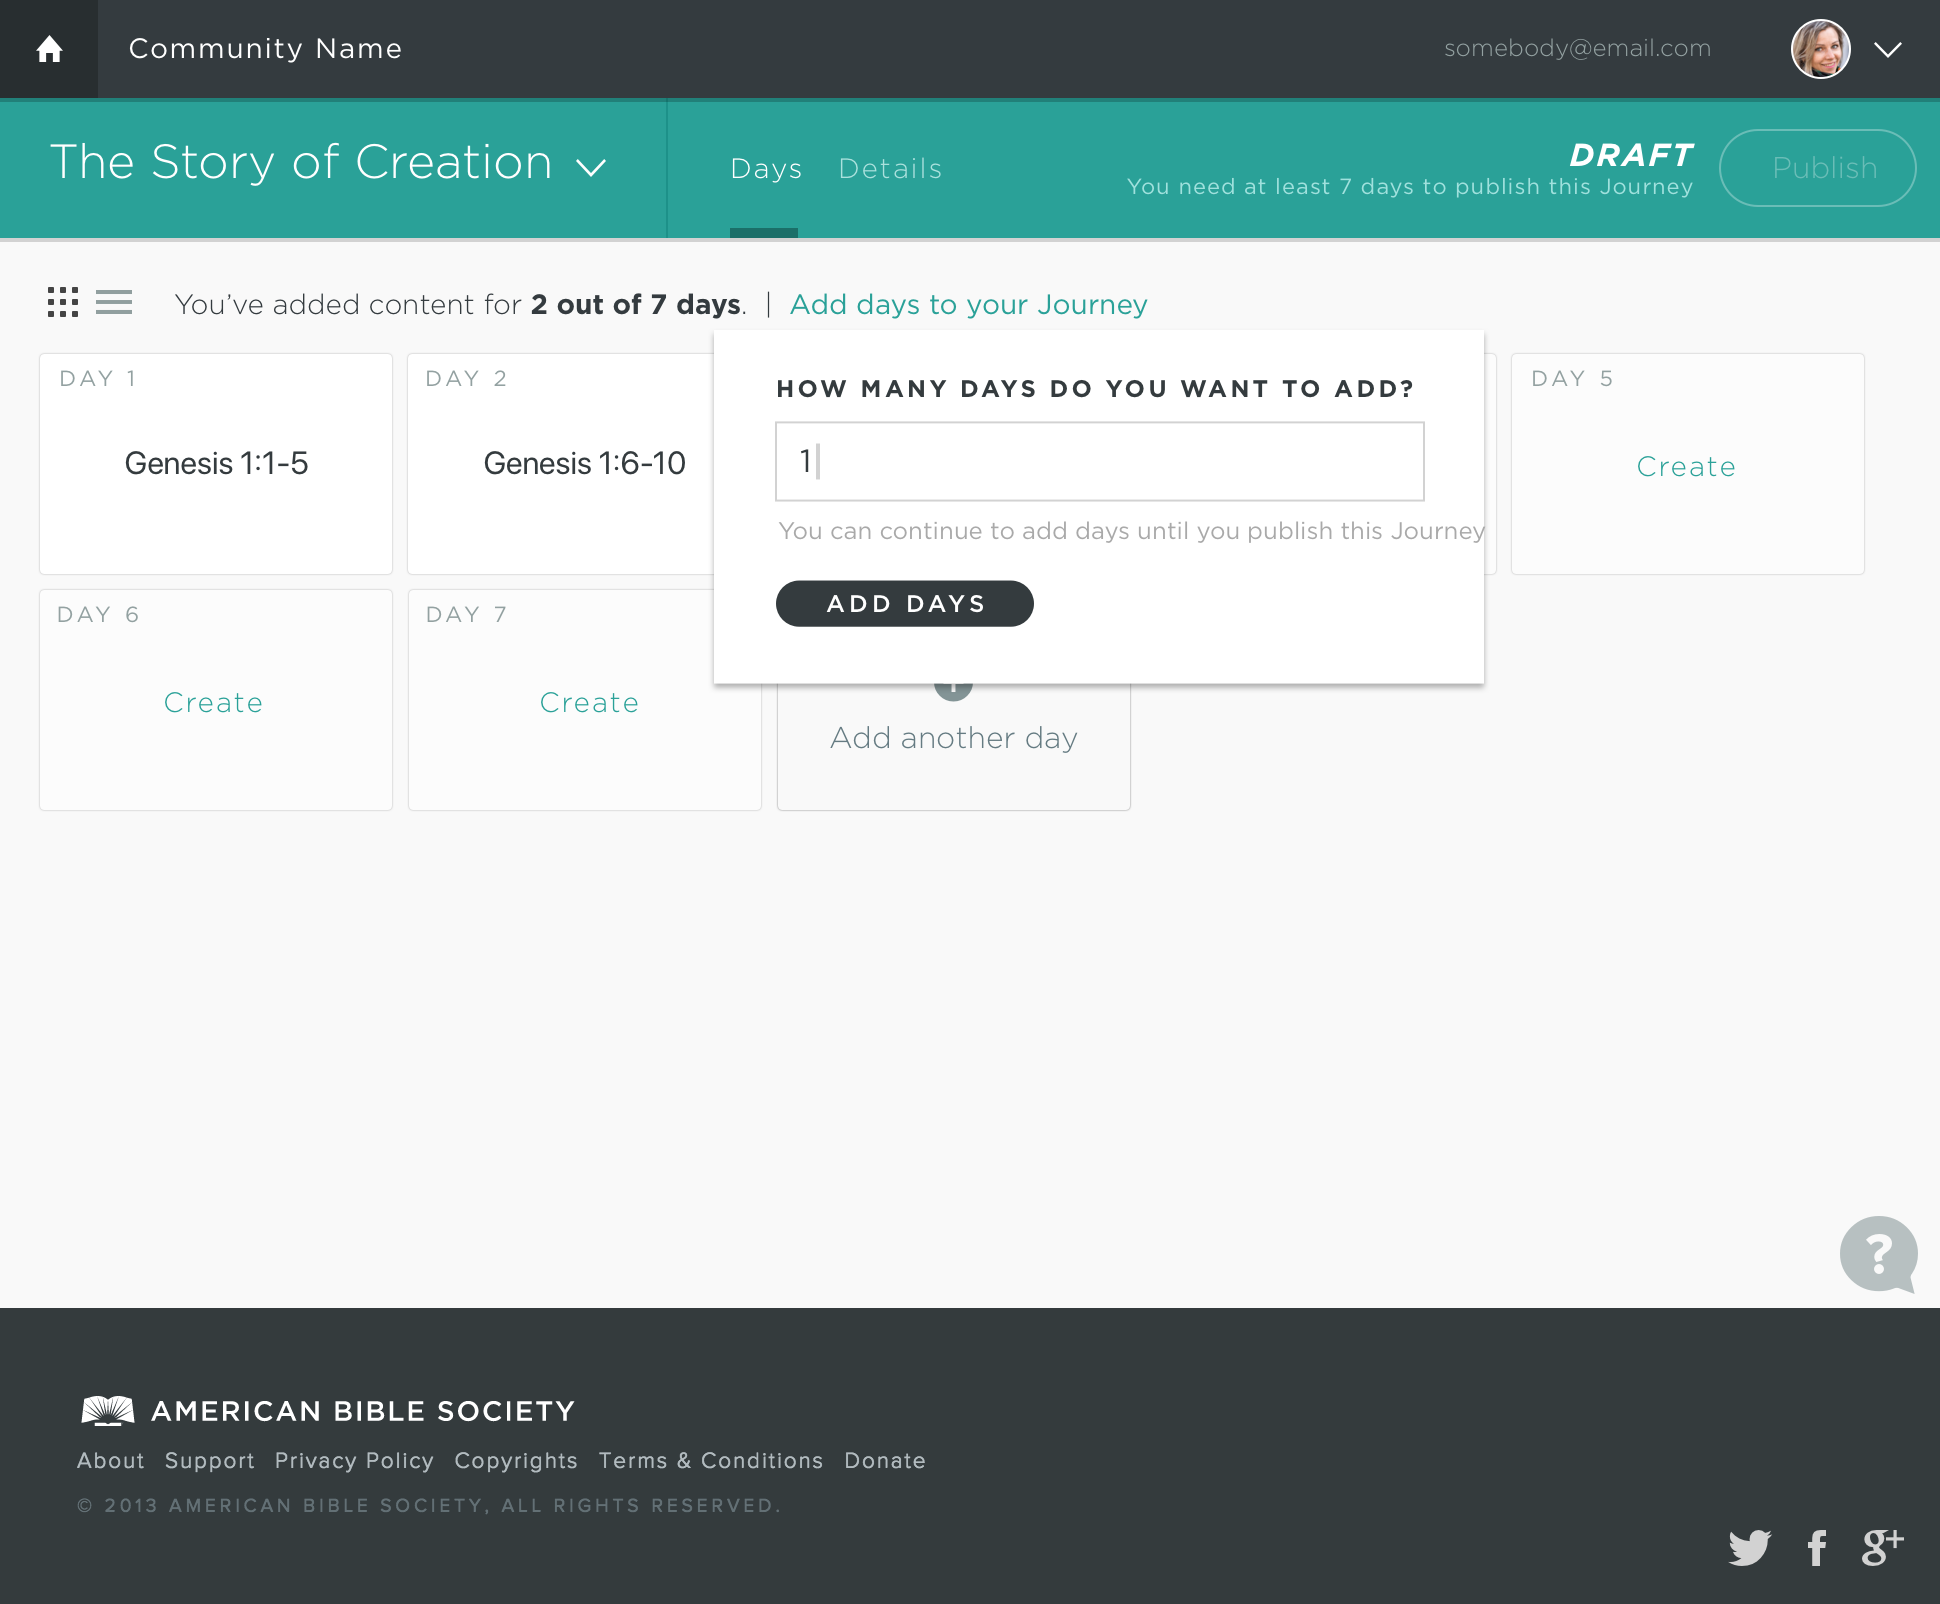 Community Name
somebody@email.com
The Story of Creation
Days
Details
DRAFT
You need at least 7 days to publish this Journey
Publish
You’ve added content for 2 out of 7 days. | Add days to your Journey
DAY 1
Genesis 1:1-5
DAY 2
Genesis 1:6-10
HOW MANY DAYS DO YOU WANT TO ADD?
1
You can continue to add days until you publish this Journey
ADD DAYS
DAY 5
Create
DAY 6
Create
DAY 7
Create
Add another day
?
AMERICAN BIBLE SOCIETY
About Support Privacy Policy Copyrights Terms & Conditions Donate
© 2013 AMERICAN BIBLE SOCIETY, ALL RIGHTS RESERVED.
f
g+